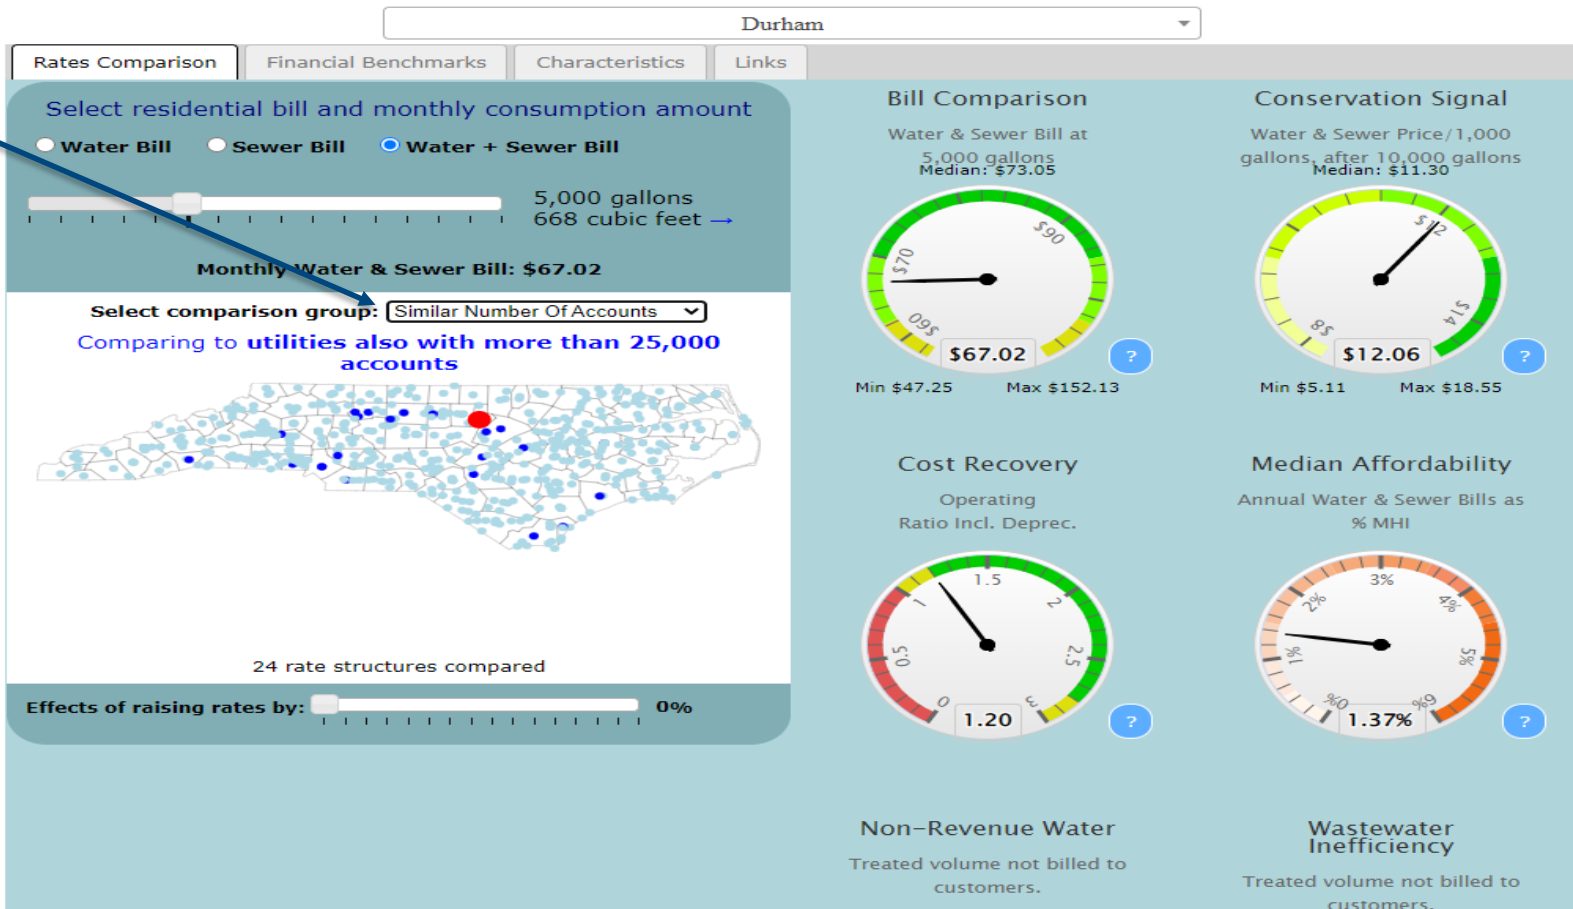 Durham
Rates Comparison
Financial Benchmarks
Characteristics
Links
Select residential bill and monthly consumption amount
Water Bill
Sewer Bill
Water + Sewer Bill
5,000 gallons
668 cubic feet →
Monthly Water & Sewer Bill: $67.02
Select comparison group:
Similar Number Of Accounts
Comparing to utilities also with more than 25,000
accounts
24 rate structures compared
Effects of raising rates by:
0%
Bill Comparison
Water & Sewer Bill at
5,000 gallons
Median: $73.05
$60
$70
$90
$67.02
?
Min $47.25
Max $152.13
Conservation Signal
Water & Sewer Price/1,000
gallons, after 10,000 gallons
Median: $11.30
$8
$12
$14
$12.06
?
Min $5.11
Max $18.55
Cost Recovery
Operating
Ratio Incl. Deprec.
0
0.5
1
1.5
2
2.5
3
1.20
?
Median Affordability
Annual Water & Sewer Bills as
% MHI
0%
1%
2%
3%
4%
5%
6%
1.37%
?
Non-Revenue Water
Treated volume not billed to
customers.
Wastewater
Inefficiency
Treated volume not billed to
customers.